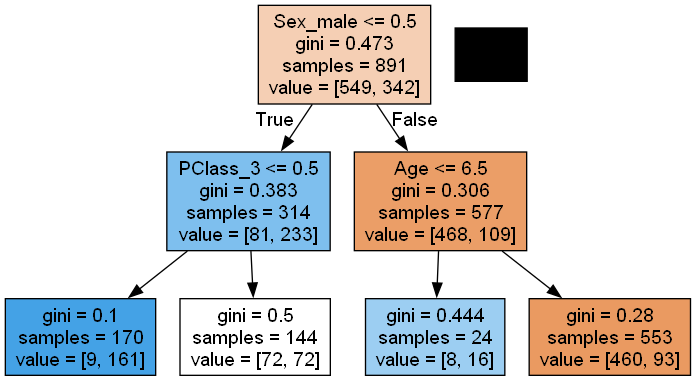 Sex_male <= 0.5
gini = 0.473
samples = 891
value = [549, 342]
True
False
PClass_3 <= 0.5
gini = 0.383
samples = 314
value = [81, 233]
Age <= 6.5
gini = 0.306
samples = 577
value = [468, 109]
gini = 0.1
samples = 170
value = [9, 161]
gini = 0.5
samples = 144
value = [72, 72]
gini = 0.444
samples = 24
value = [8, 16]
gini = 0.28
samples = 553
value = [460, 93]